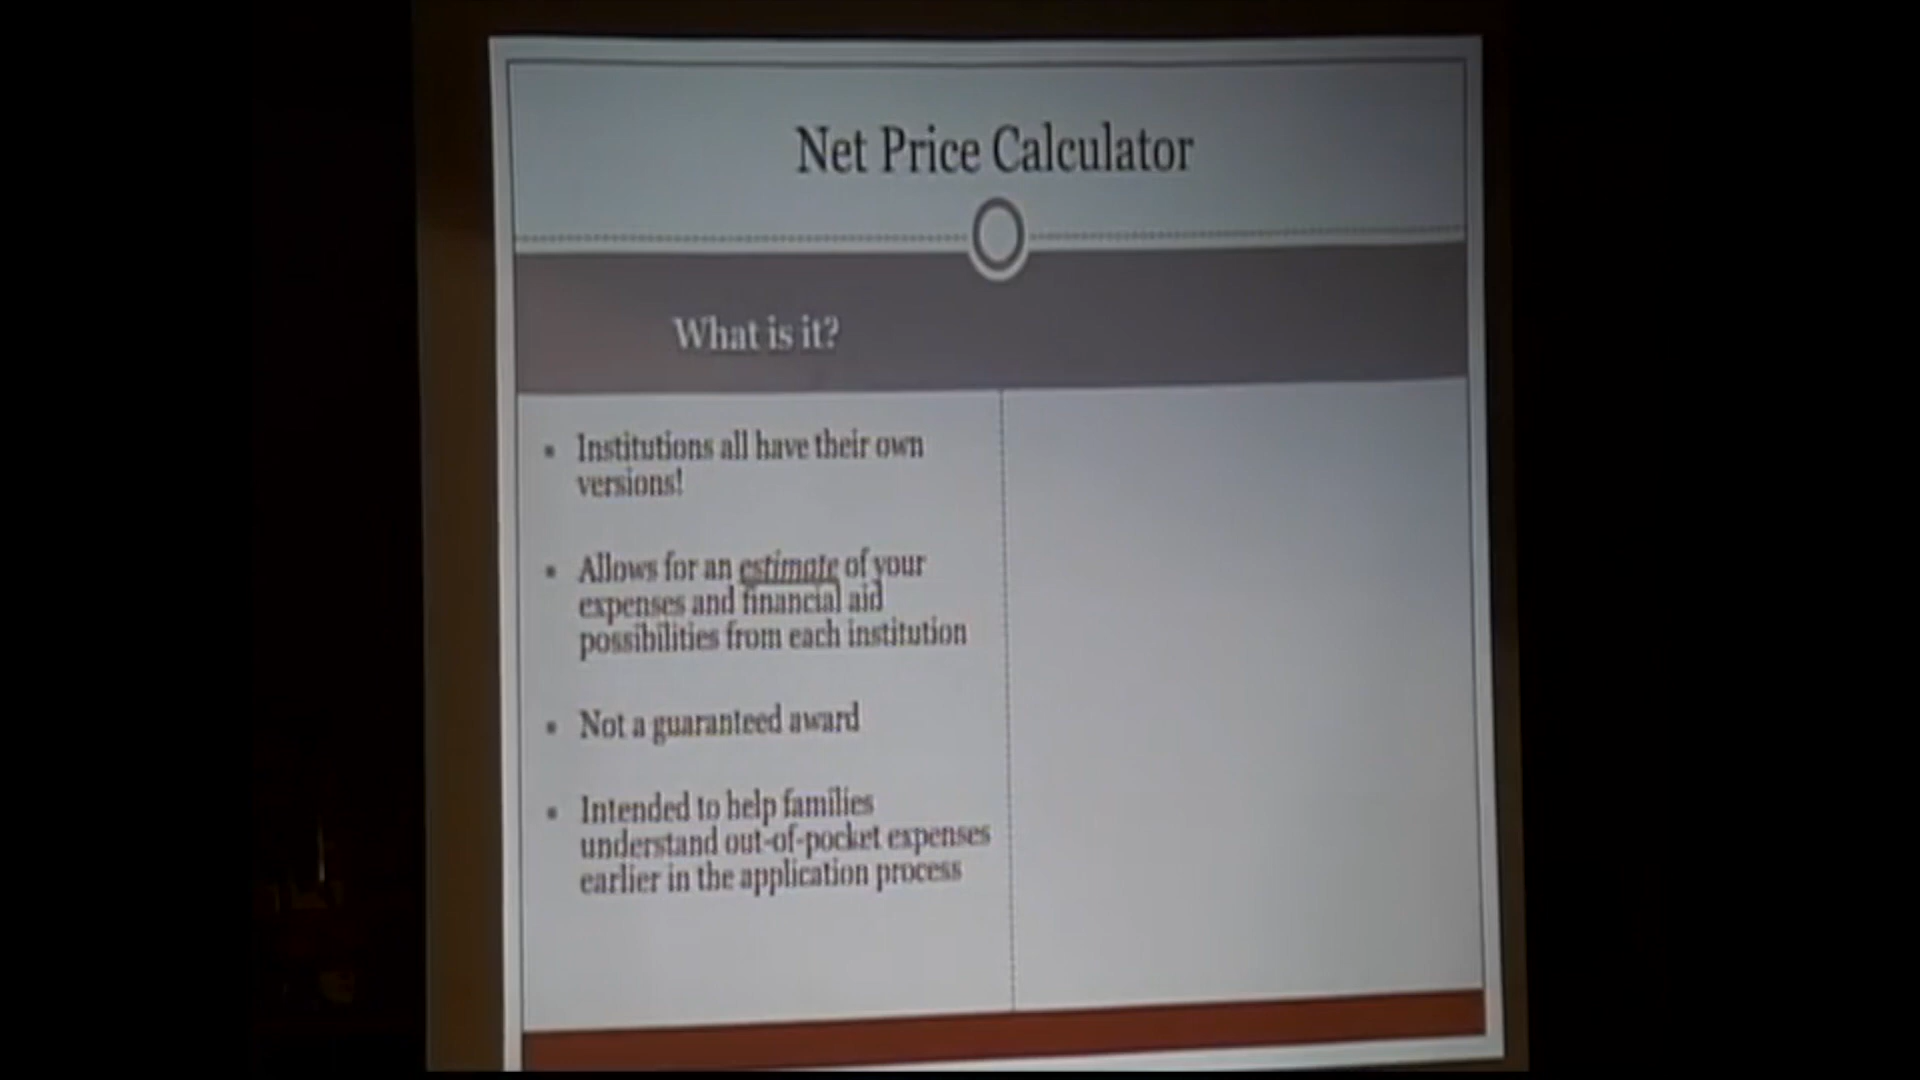 Net Price Calculator
What is it?
▪ Institutions all have their own
versions!
▪ Allows for an estimate of your
expenses and financial aid
possibilities from each institution
▪ Not a guaranteed award
▪ Intended to help families
understand out-of-pocket expenses
earlier in the application process